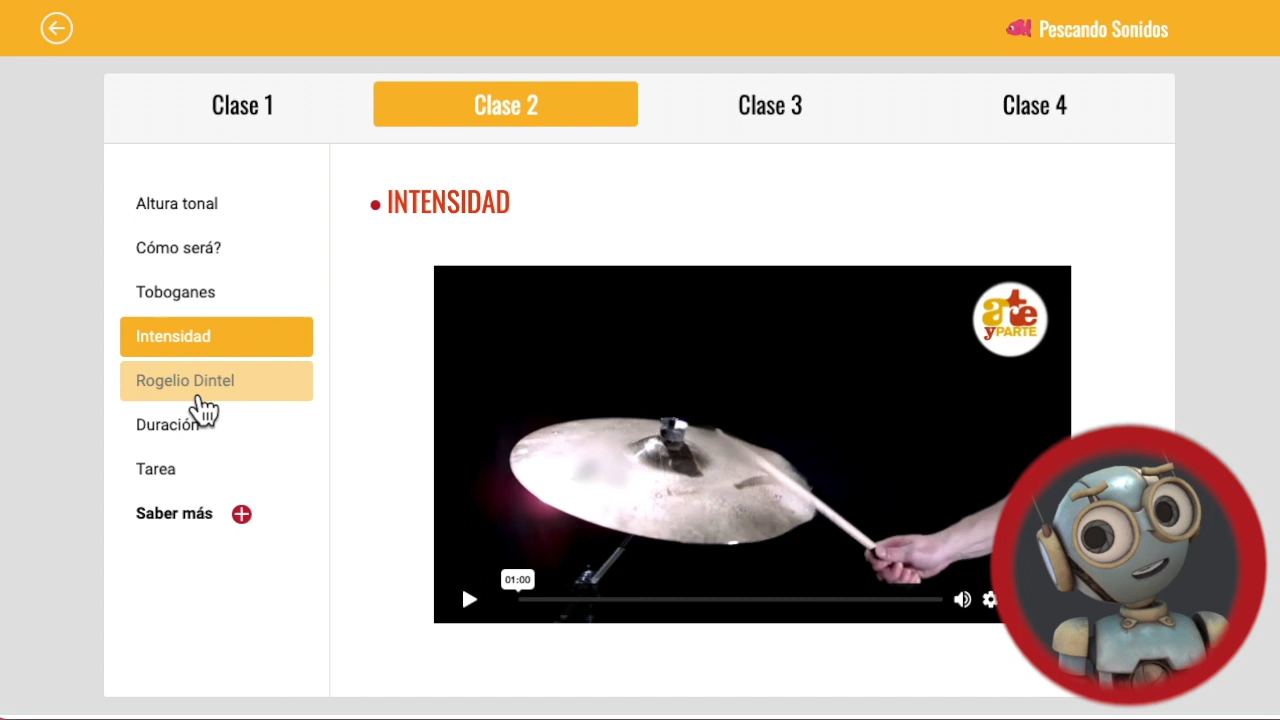 Pescando Sonidos
Clase 1
Clase 2
Clase 3
Clase 4
Altura tonal
Cómo será?
Toboganes
Intensidad
Rogelio Dintel
Duración
Tarea
Saber más
• INTENSIDAD
arte
y PARTE
01:00